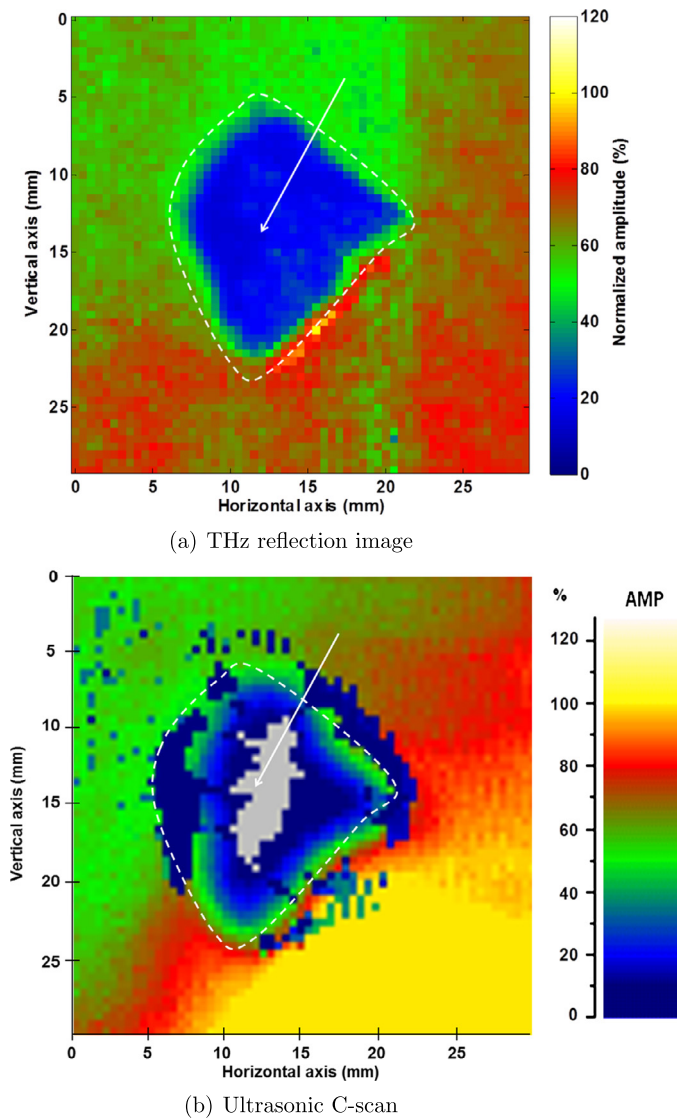 0
5
10
15
20
25
Vertical axis (mm)
0 5 10 15 20 25
Horizontal axis (mm)
120
100
80
60
40
20
0
Normalized amplitude (%)
(a) THz reflection image
0
5
10
15
20
25
Vertical axis (mm)
0 5 10 15 20 25
Horizontal axis (mm)
% AMP
120
100
80
60
40
20
0
(b) Ultrasonic C-scan